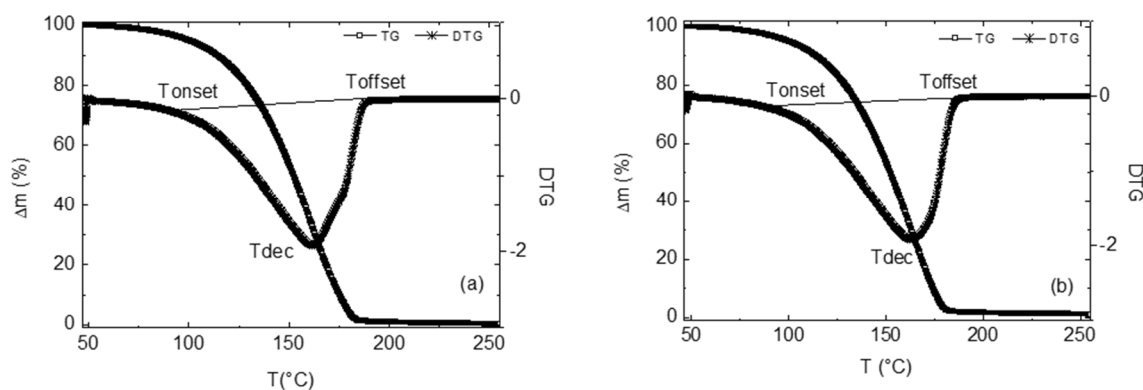 100
TG DTG
80
Tonset
Toffset
0
60
Δm (%)
DTG
40
Tdec
-2
20
(a)
0
50 100 150 200 250
T(°C)
100
TG DTG
80
Tonset
Toffset
0
60
Δm (%)
DTG
40
Tdec
-2
20
(b)
0
50 100 150 200 250
T (°C)